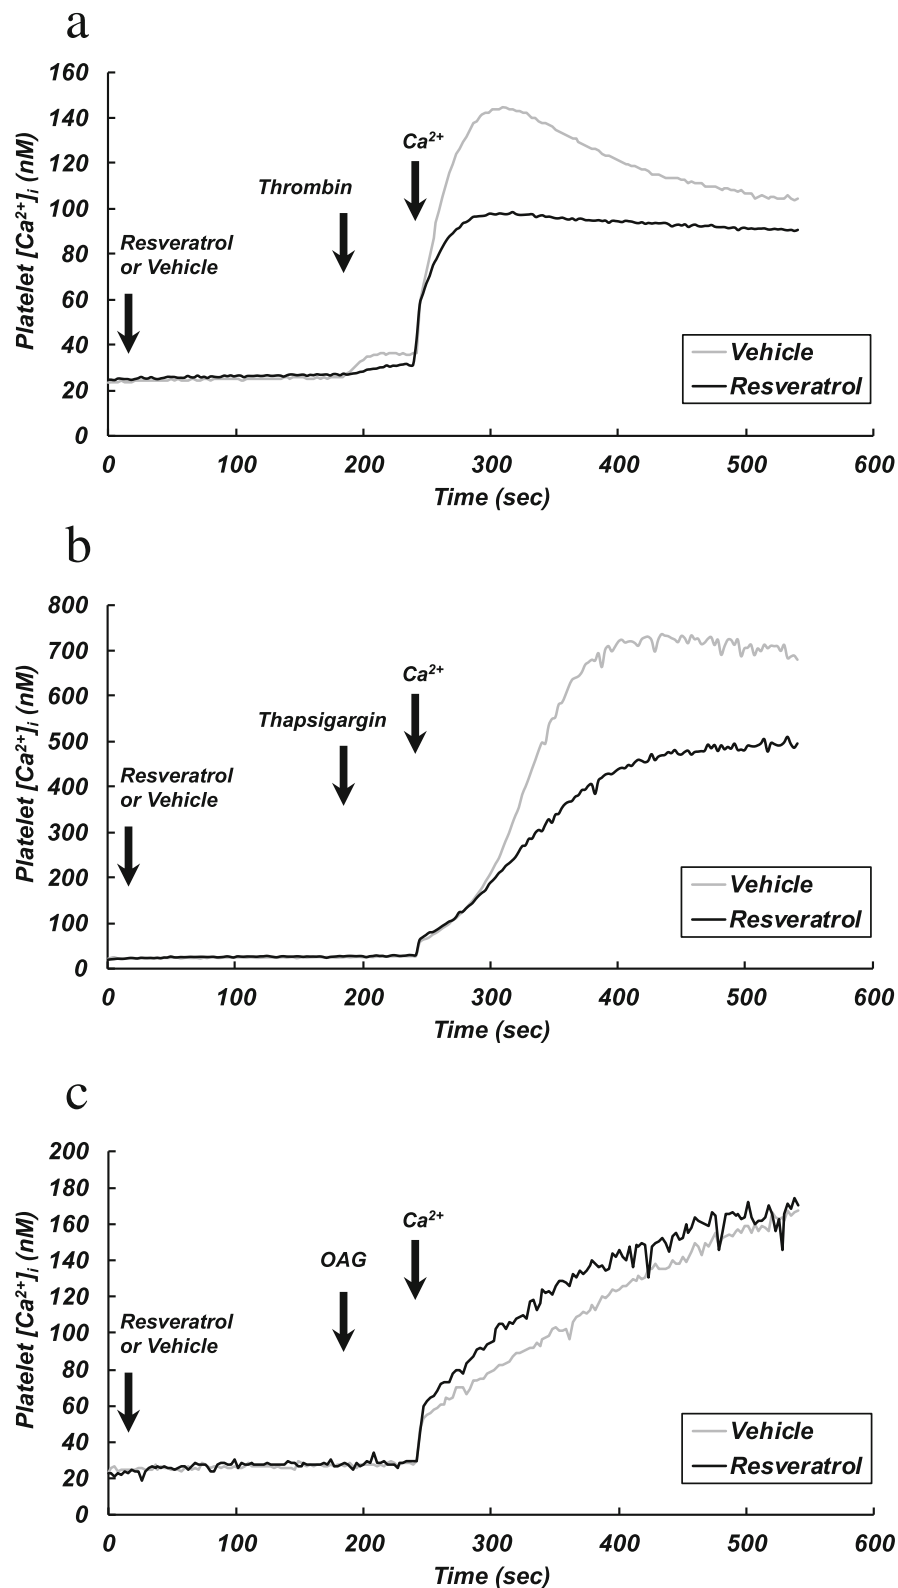 a
160
140
120
100
80
60
40
20
0
Platelet [Ca²⁺]ᵢ (nM)
Resveratrol
or Vehicle
Thrombin
Ca²⁺
Vehicle
Resveratrol
0 100 200 300 400 500 600
Time (sec)
b
800
700
600
500
400
300
200
100
0
Platelet [Ca²⁺]ᵢ (nM)
Resveratrol
or Vehicle
Thapsigargin
Ca²⁺
Vehicle
Resveratrol
0 100 200 300 400 500 600
Time (sec)
c
200
180
160
140
120
100
80
60
40
20
0
Platelet [Ca²⁺]ᵢ (nM)
Resveratrol
or Vehicle
OAG
Ca²⁺
Vehicle
Resveratrol
0 100 200 300 400 500 600
Time (sec)